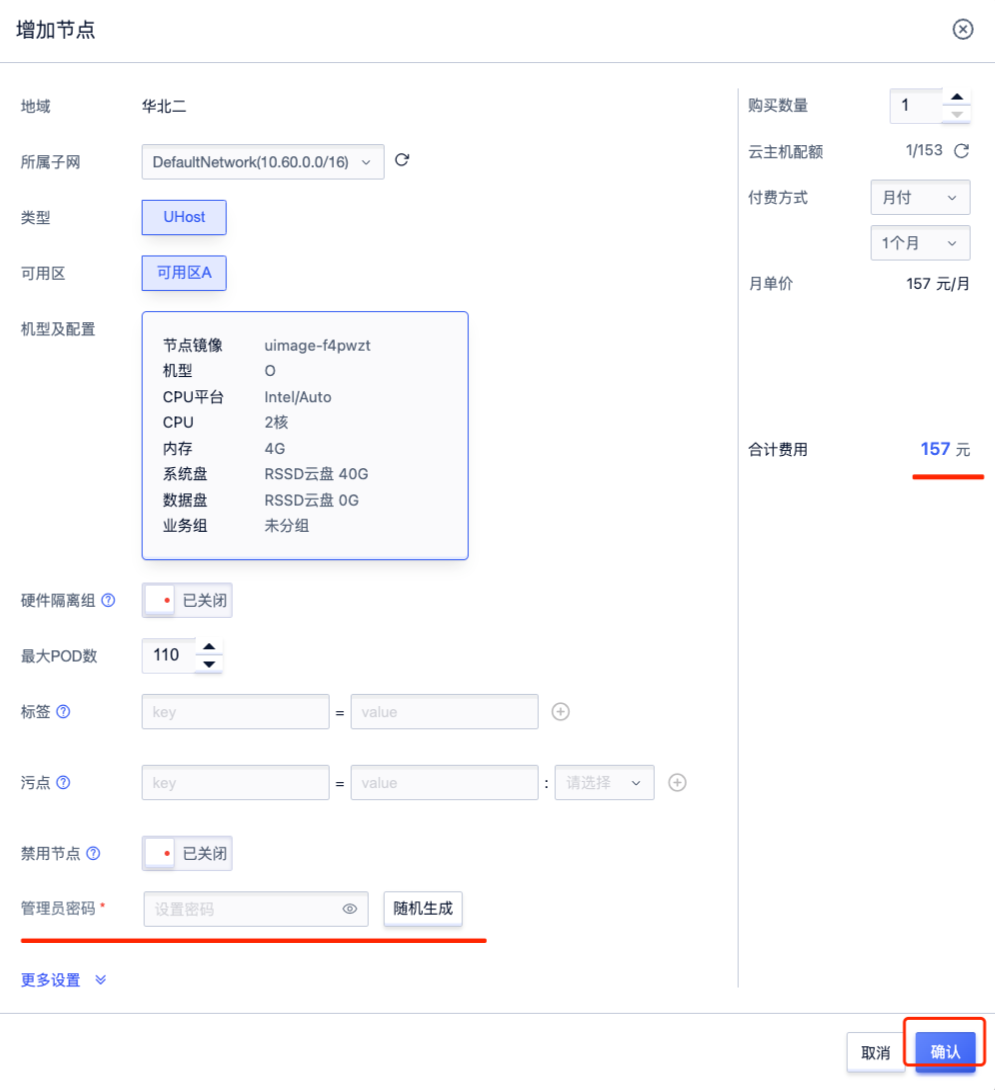 增加节点
地域 华北二
所属子网 DefaultNetwork(10.60.0.0/16)
类型 UHost
可用区 可用区A
机型及配置
节点镜像 uimage-f4pwzt
机型 O
CPU平台 Intel/Auto
CPU 2核
内存 4G
系统盘 RSSD云盘 40G
数据盘 RSSD云盘 0G
业务组 未分组
硬件隔离组 ? 已关闭
最大POD数 110
标签 ? key = value
污点 ? key = value : 请选择
禁用节点 ? 已关闭
管理员密码 * 设置密码 随机生成
更多设置
购买数量 1
云主机配额 1/153
付费方式 月付
1个月
月单价 157 元/月
合计费用 157 元
取消 确认